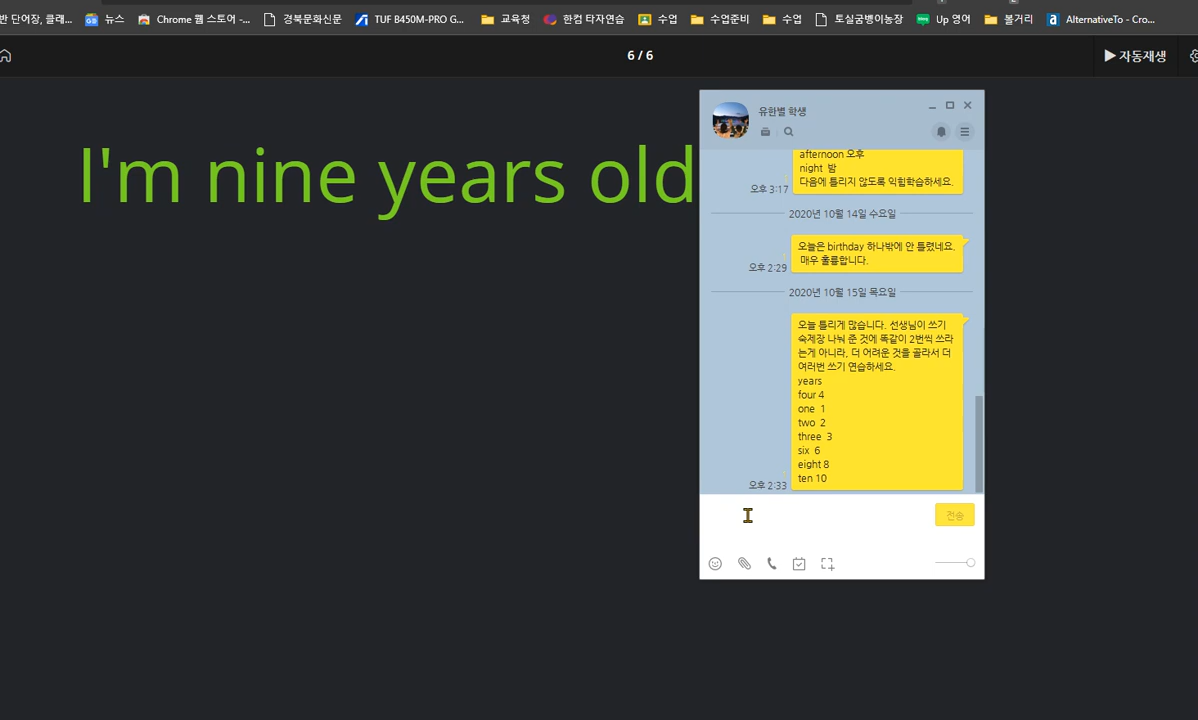 반 단어장, 클래... 뉴스 Chrome 웹 스토어 -... 경북문화신문 TUF B450M-PRO G... 교육청 한컴 타자연습 수업 수업준비 수업 토실굼벵이농장 Up 영어 볼거리 AlternativeTo - Cro...
6 / 6
▶ 자동재생
I'm nine years old
유한별 학생
afternoon 오후
night 밤
다음에 틀리지 않도록 익힘학습하세요.
오후 3:17
2020년 10월 14일 수요일
오늘은 birthday 하나밖에 안 틀렸네요.
매우 훌륭합니다.
오후 2:29
2020년 10월 15일 목요일
오늘 틀리게 많습니다. 선생님이 쓰기
숙제장 나눠 준 것에 똑같이 2번씩 쓰라
는게 아니라, 더 어려운 것을 골라서 더
여러번 쓰기 연습하세요.
years
four 4
one 1
two 2
three 3
six 6
eight 8
ten 10
오후 2:33
전송